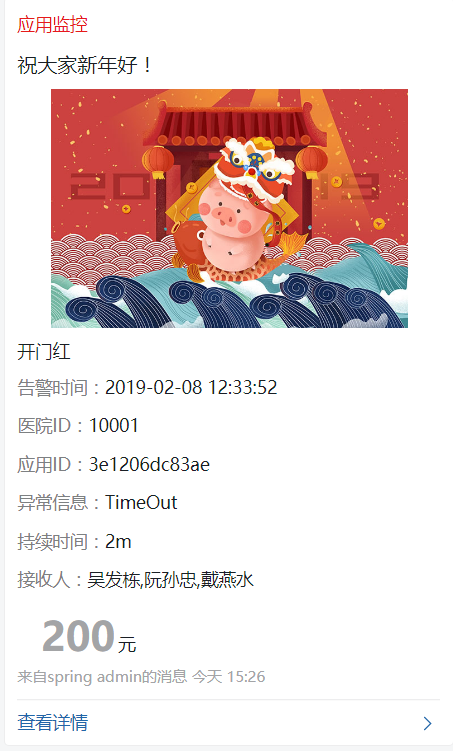 应用监控
祝大家新年好！
开门红
告警时间：2019-02-08 12:33:52
医院ID：10001
应用ID：3e1206dc83ae
异常信息：TimeOut
持续时间：2m
接收人：吴发栋,阮孙忠,戴燕水
200元
来自spring admin的消息 今天 15:26
查看详情